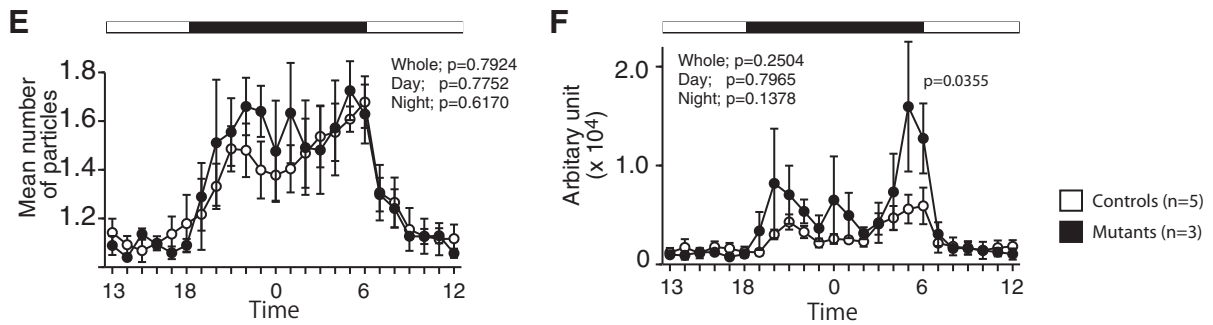 E
Whole; p=0.7924
Day; p=0.7752
Night; p=0.6170
Mean number
of particles
1.8
1.6
1.4
1.2
13 18 0 6 12
Time
F
Whole; p=0.2504
Day; p=0.7965
Night; p=0.1378
p=0.0355
Arbitary unit
(x 10⁴)
2.0
1.0
0
13 18 0 6 12
Time
Controls (n=5)
Mutants (n=3)